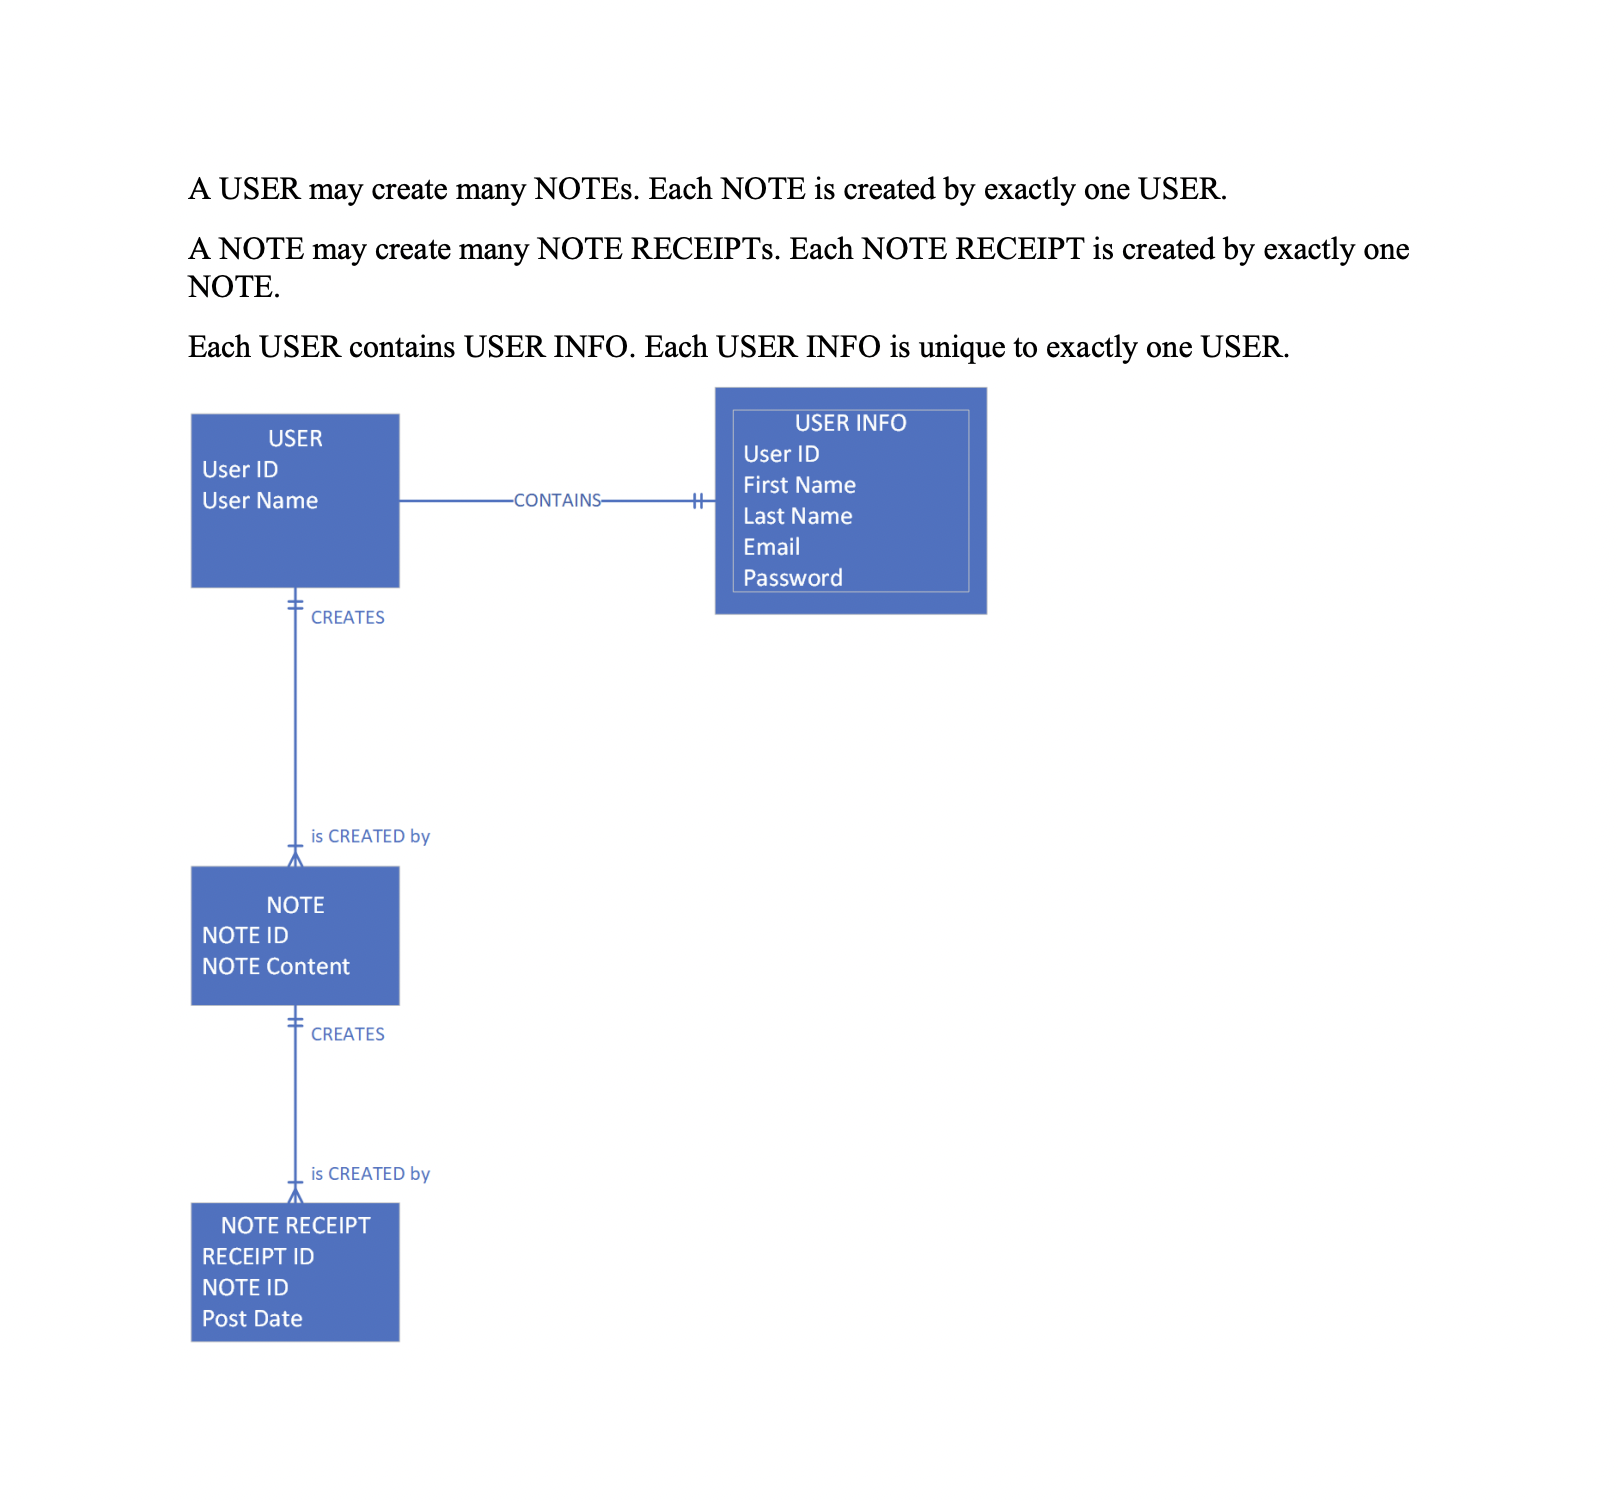 A USER may create many NOTEs. Each NOTE is created by exactly one USER.
A NOTE may create many NOTE RECEIPTs. Each NOTE RECEIPT is created by exactly one
NOTE.
Each USER contains USER INFO. Each USER INFO is unique to exactly one USER.
USER
User ID
User Name
CONTAINS
USER INFO
User ID
First Name
Last Name
Email
Password
CREATES
is CREATED by
NOTE
NOTE ID
NOTE Content
CREATES
is CREATED by
NOTE RECEIPT
RECEIPT ID
NOTE ID
Post Date